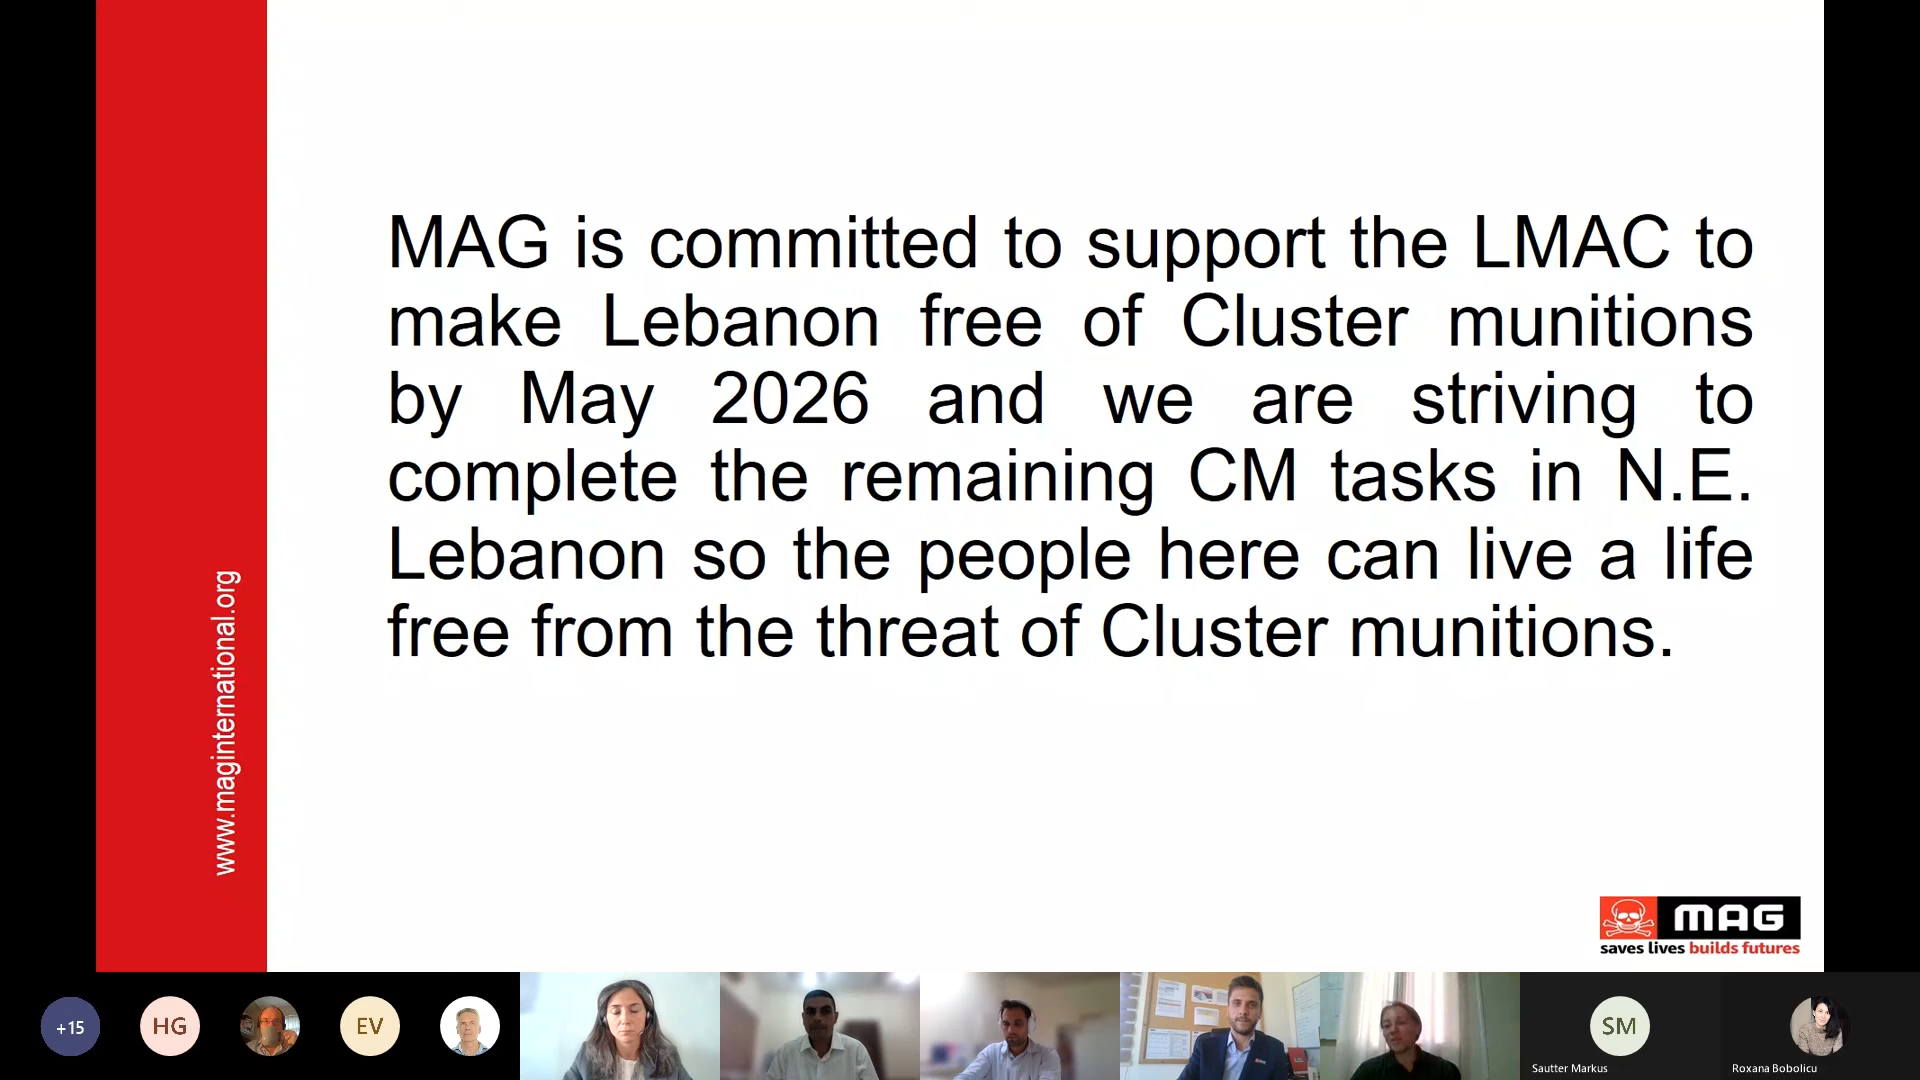 MAG is committed to support the LMAC to
make Lebanon free of Cluster munitions
by May 2026 and we are striving to
complete the remaining CM tasks in N.E.
Lebanon so the people here can live a life
free from the threat of Cluster munitions.
www.maginternational.org
MAG
saves lives builds futures
+15
HG
EV
SM
Sautter Markus
Roxana Bobolicu